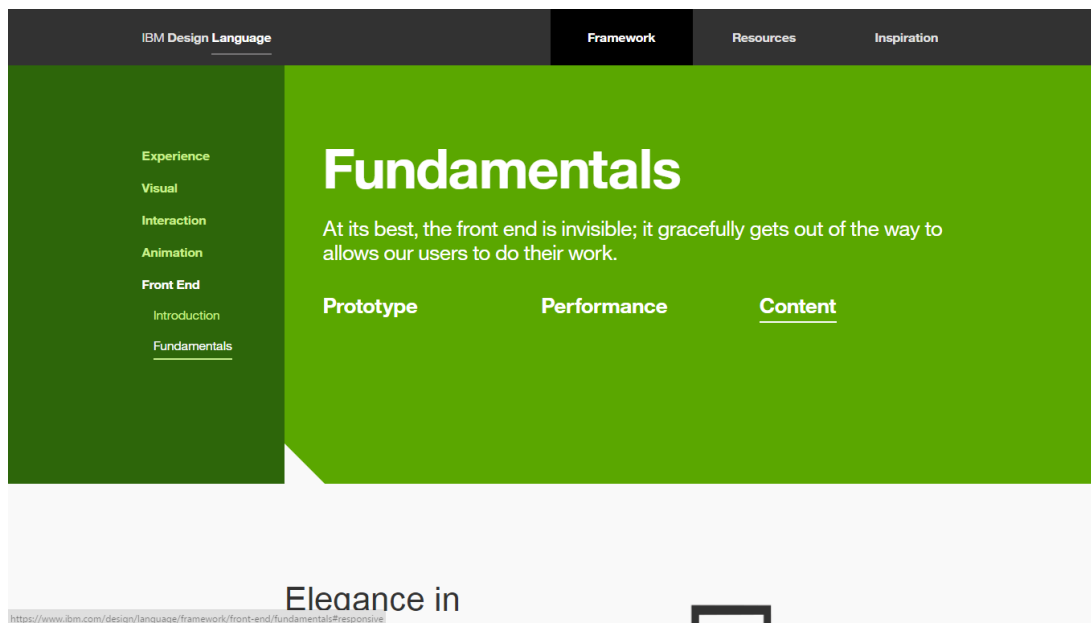 IBM Design Language
Framework
Resources
Inspiration
Experience
Visual
Interaction
Animation
Front End
Introduction
Fundamentals
Fundamentals
At its best, the front end is invisible; it gracefully gets out of the way to
allows our users to do their work.
Prototype
Performance
Content
Elegance in
https://www.ibm.com/design/language/framework/front-end/fundamentals#responsive